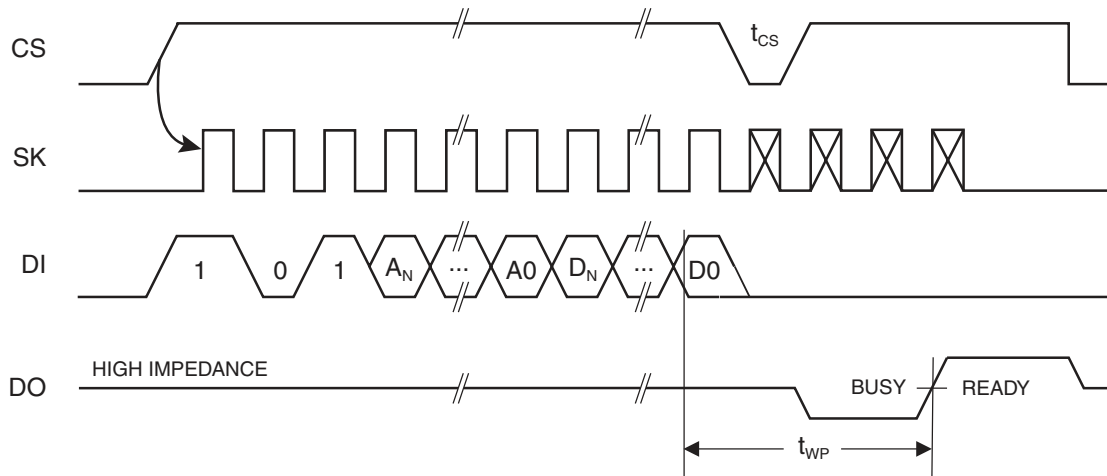 CS
t_CS
SK
DI
1 0 1 A_N ... A0 D_N ... D0
HIGH IMPEDANCE
DO
BUSY READY
t_WP